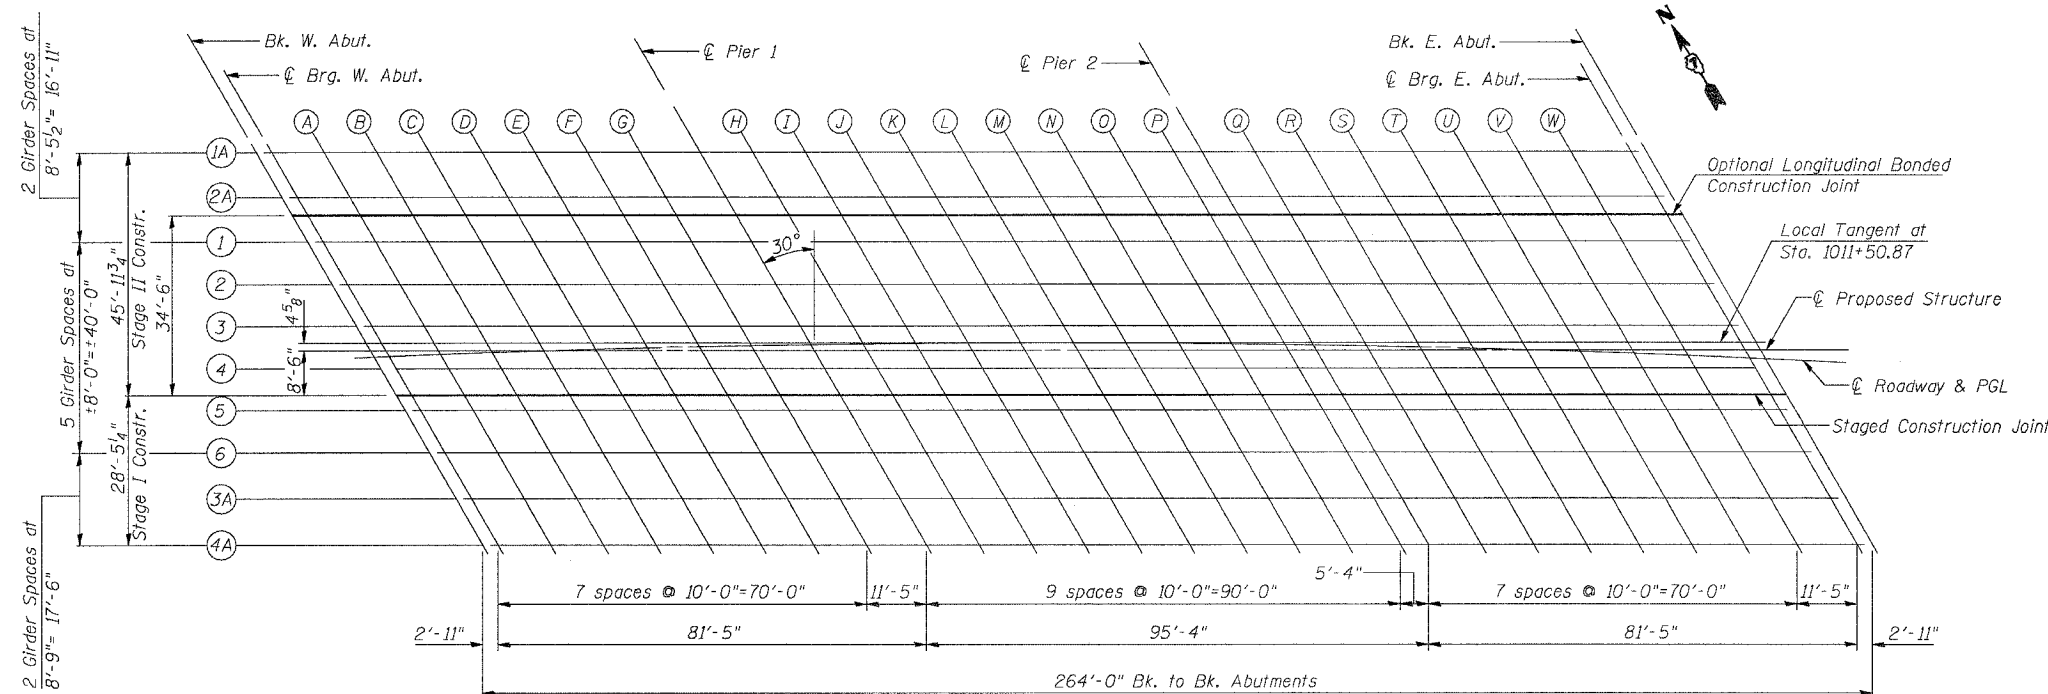 2 Girder Spaces at
8'-5½"= 16'-11"
Bk. W. Abut.
℄ Brg. W. Abut.
℄ Pier 1
℄ Pier 2
Bk. E. Abut.
℄ Brg. E. Abut.
N
A B C D E F G H I J K L M N O P Q R S T U V W
1A
2A
1
2
3
4
5
6
3A
4A
30°
Optional Longitudinal Bonded
Construction Joint
Local Tangent at
Sta. 1011+50.87
℄ Proposed Structure
℄ Roadway & PGL
Staged Construction Joint
5 Girder Spaces at
±8'-0"=±40'-0"
45'-11¾"
Stage II Constr.
34'-6"
4⅝"
8'-6"
28'-5¼"
Stage I Constr.
2 Girder Spaces at
8'-9"= 17'-6"
7 spaces @ 10'-0"=70'-0"
11'-5"
9 spaces @ 10'-0"=90'-0"
5'-4"
7 spaces @ 10'-0"=70'-0"
11'-5"
2'-11"
81'-5"
95'-4"
81'-5"
2'-11"
264'-0" Bk. to Bk. Abutments